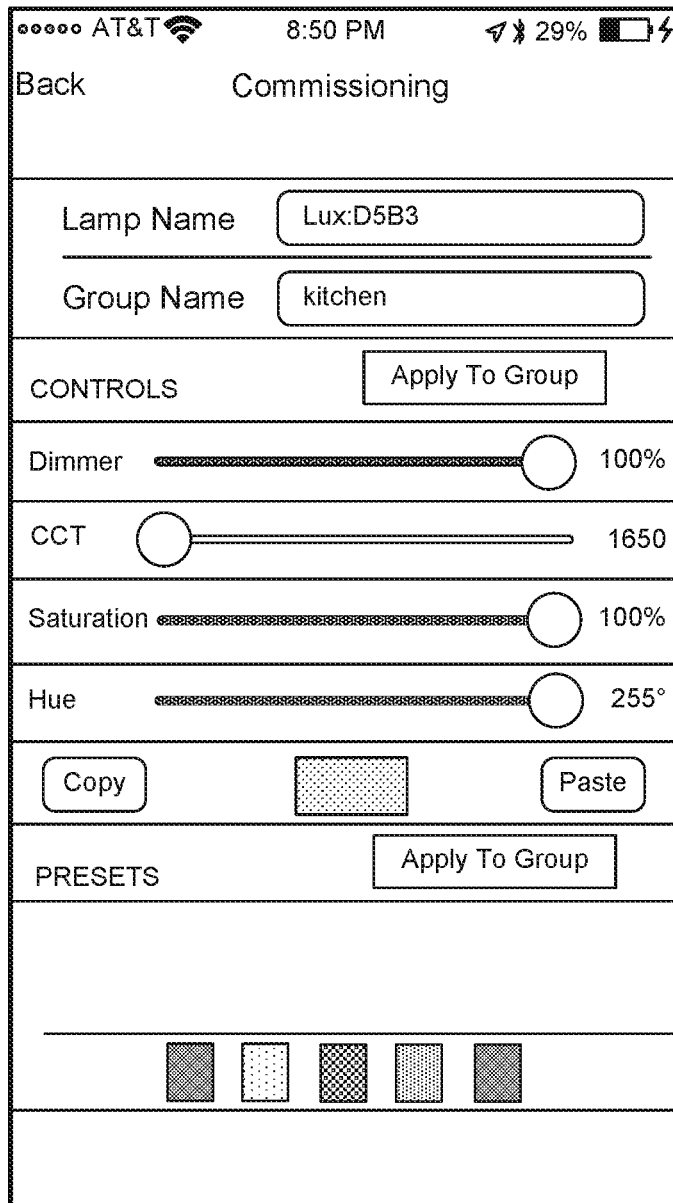 AT&T 8:50 PM 29%
Back Commissioning
Lamp Name Lux:D5B3
Group Name kitchen
CONTROLS Apply To Group
Dimmer 100%
CCT 1650
Saturation 100%
Hue 255°
Copy Paste
PRESETS Apply To Group